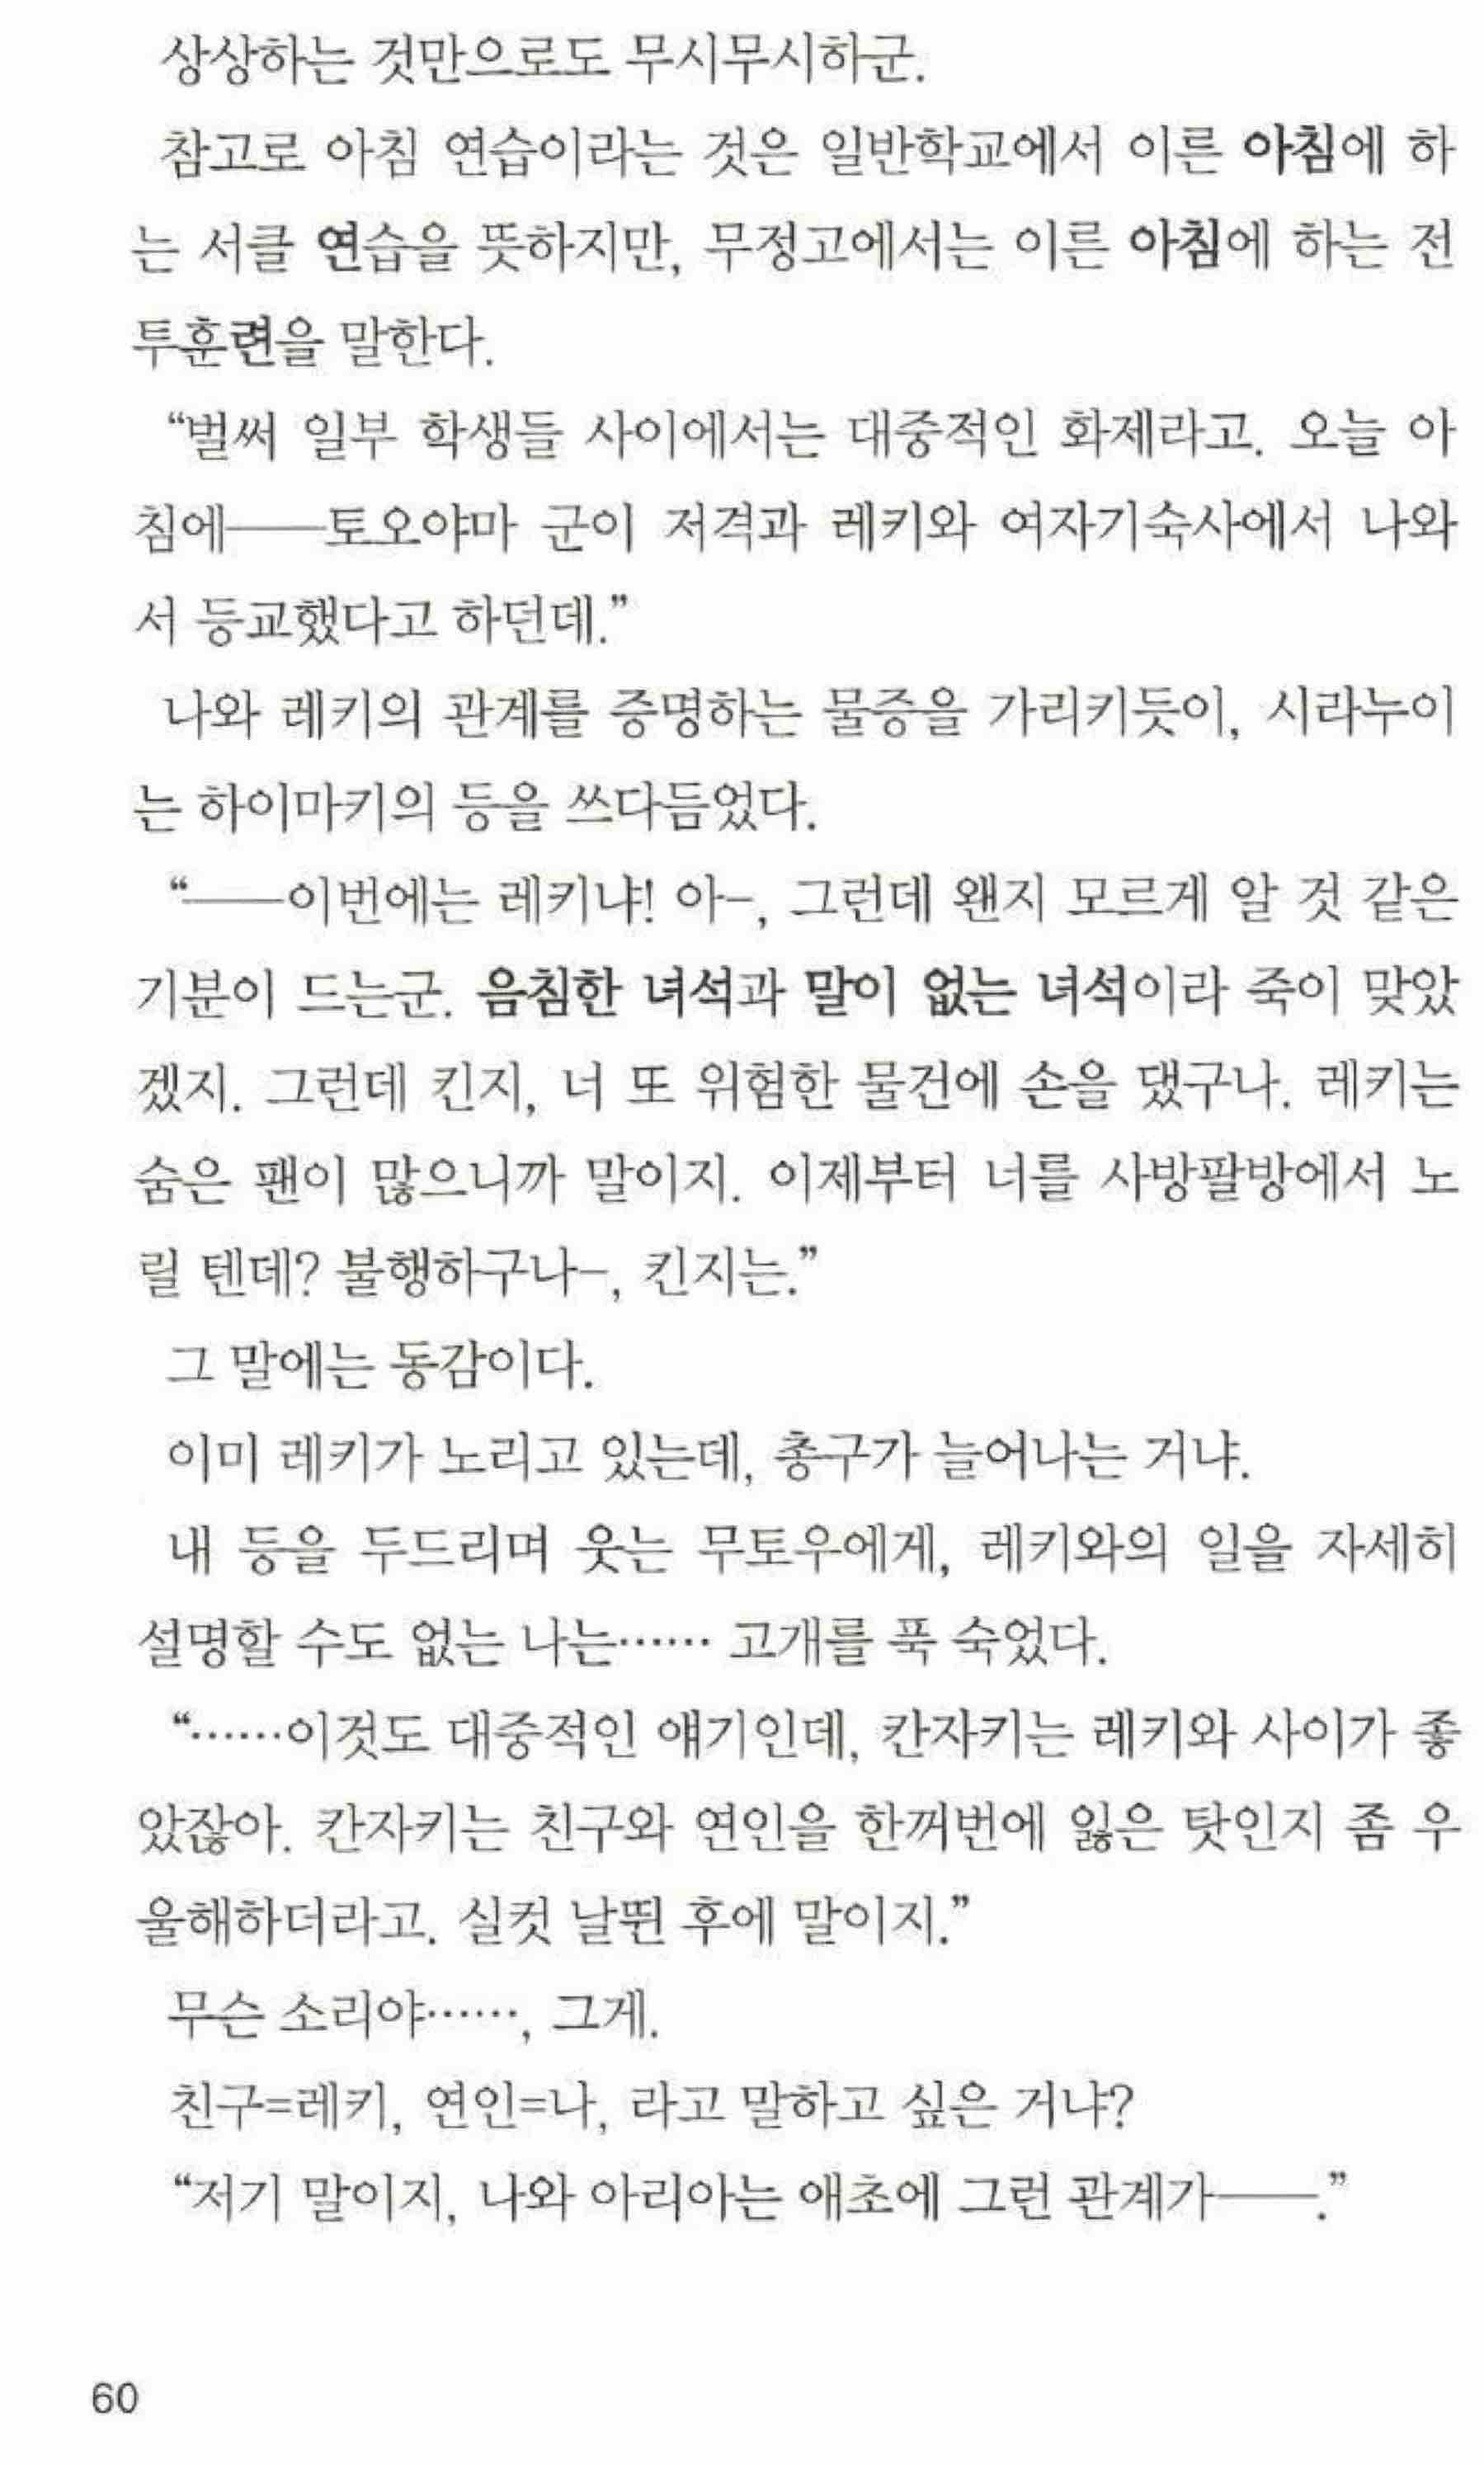 상상하는 것만으로도 무시무시하군.
참고로 아침 연습이라는 것은 일반학교에서 이른 아침에 하
는 서클 연습을 뜻하지만, 무정고에서는 이른 아침에 하는 전
투훈련을 말한다.
“벌써 일부 학생들 사이에서는 대중적인 화제라고. 오늘 아
침에——토오야마 군이 저격과 레키와 여자기숙사에서 나와
서 등교했다고 하던데.”
나와 레키의 관계를 증명하는 물증을 가리키듯이, 시라누이
는 하이마키의 등을 쓰다듬었다.
“——이번에는 레키냐! 아–, 그런데 왠지 모르게 알 것 같은
기분이 드는군. 음침한 녀석과 말이 없는 녀석이라 죽이 맞았
겠지. 그런데 킨지, 너 또 위험한 물건에 손을 댔구나. 레키는
숨은 팬이 많으니까 말이지. 이제부터 너를 사방팔방에서 노
릴 텐데? 불행하구나–, 킨지는.”
그 말에는 동감이다.
이미 레키가 노리고 있는데, 총구가 늘어나는 거냐.
내 등을 두드리며 웃는 무토우에게, 레키와의 일을 자세히
설명할 수도 없는 나는…… 고개를 푹 숙었다.
“……이것도 대중적인 얘기인데, 칸자키는 레키와 사이가 좋
았잖아. 칸자키는 친구와 연인을 한꺼번에 잃은 탓인지 좀 우
울해하더라고. 실컷 날뛴 후에 말이지.”
무슨 소리야……, 그게.
친구=레키, 연인=나, 라고 말하고 싶은 거냐?
“저기 말이지, 나와 아리아는 애초에 그런 관계가——.”
60